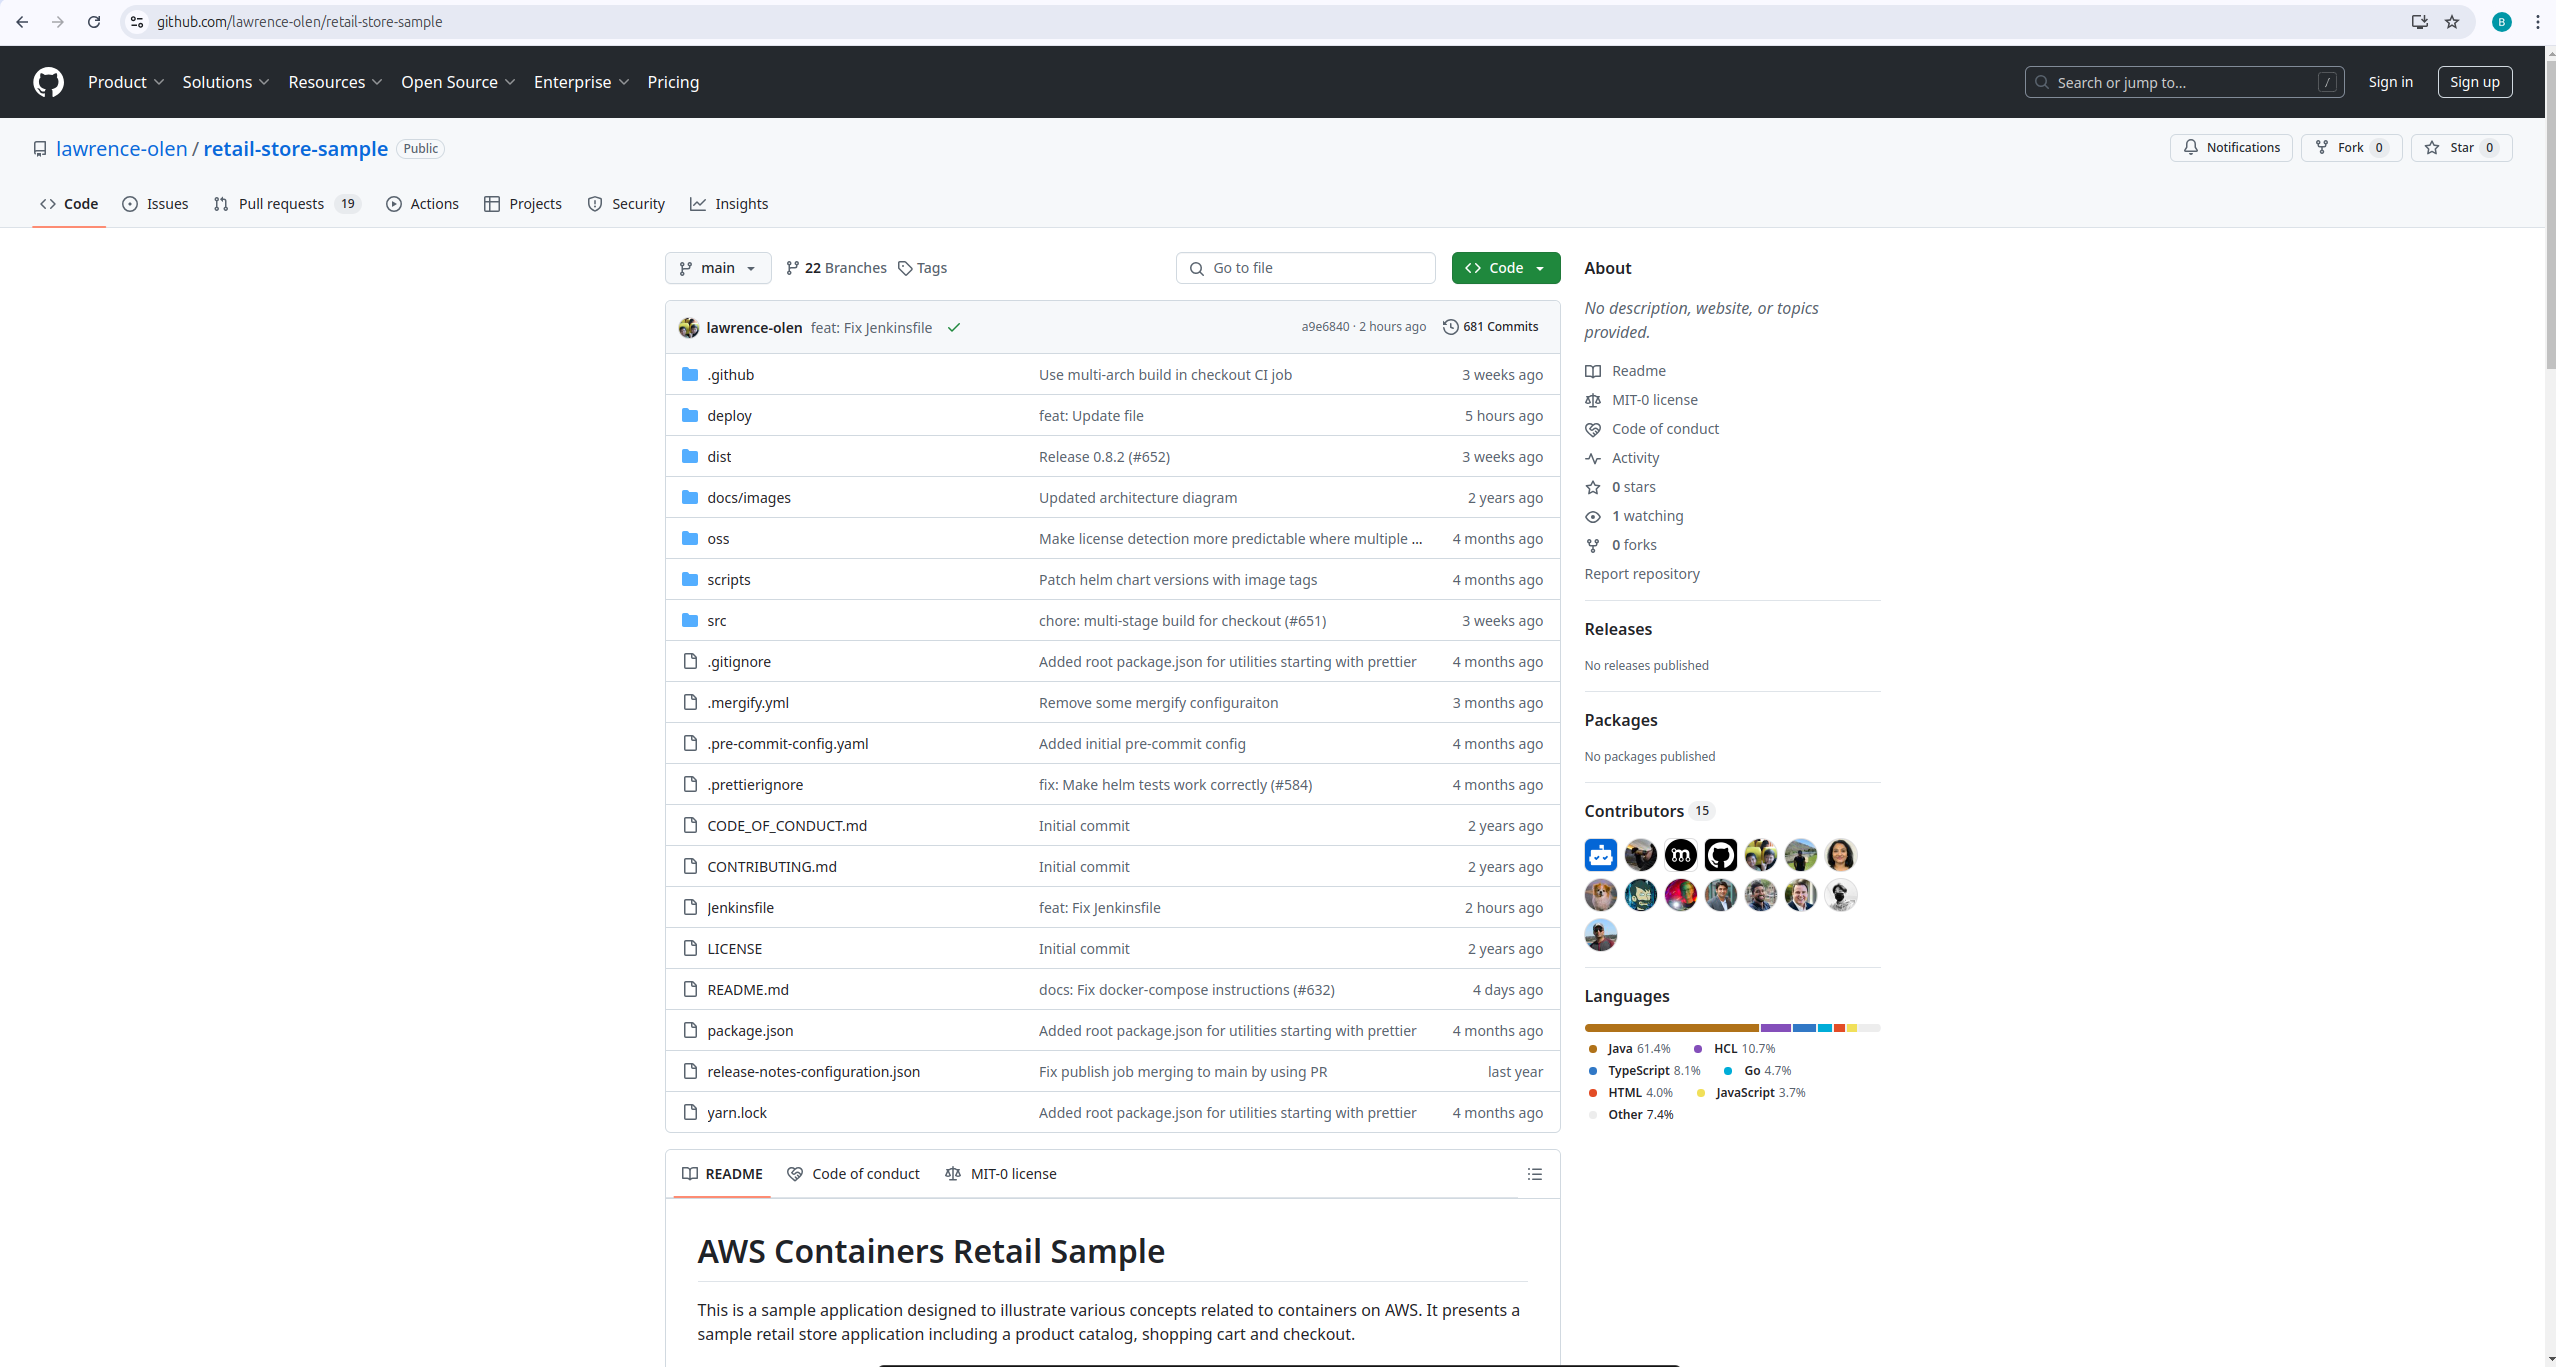 github.com/lawrence-olen/retail-store-sample
B
Product Solutions Resources Open Source Enterprise Pricing
Search or jump to... /
Sign in
Sign up
lawrence-olen / retail-store-sample Public
Notifications
Fork 0
Star 0
Code
Issues
Pull requests 19
Actions
Projects
Security
Insights
main
22 Branches
Tags
Go to file
Code
lawrence-olen feat: Fix Jenkinsfile
a9e6840 · 2 hours ago
681 Commits
.github Use multi-arch build in checkout CI job 3 weeks ago
deploy feat: Update file 5 hours ago
dist Release 0.8.2 (#652) 3 weeks ago
docs/images Updated architecture diagram 2 years ago
oss Make license detection more predictable where multiple ... 4 months ago
scripts Patch helm chart versions with image tags 4 months ago
src chore: multi-stage build for checkout (#651) 3 weeks ago
.gitignore Added root package.json for utilities starting with prettier 4 months ago
.mergify.yml Remove some mergify configuraiton 3 months ago
.pre-commit-config.yaml Added initial pre-commit config 4 months ago
.prettierignore fix: Make helm tests work correctly (#584) 4 months ago
CODE_OF_CONDUCT.md Initial commit 2 years ago
CONTRIBUTING.md Initial commit 2 years ago
Jenkinsfile feat: Fix Jenkinsfile 2 hours ago
LICENSE Initial commit 2 years ago
README.md docs: Fix docker-compose instructions (#632) 4 days ago
package.json Added root package.json for utilities starting with prettier 4 months ago
release-notes-configuration.json Fix publish job merging to main by using PR last year
yarn.lock Added root package.json for utilities starting with prettier 4 months ago
README
Code of conduct
MIT-0 license
AWS Containers Retail Sample
This is a sample application designed to illustrate various concepts related to containers on AWS. It presents a
sample retail store application including a product catalog, shopping cart and checkout.
About
No description, website, or topics
provided.
Readme
MIT-0 license
Code of conduct
Activity
0 stars
1 watching
0 forks
Report repository
Releases
No releases published
Packages
No packages published
Contributors 15
Languages
Java 61.4% HCL 10.7%
TypeScript 8.1% Go 4.7%
HTML 4.0% JavaScript 3.7%
Other 7.4%